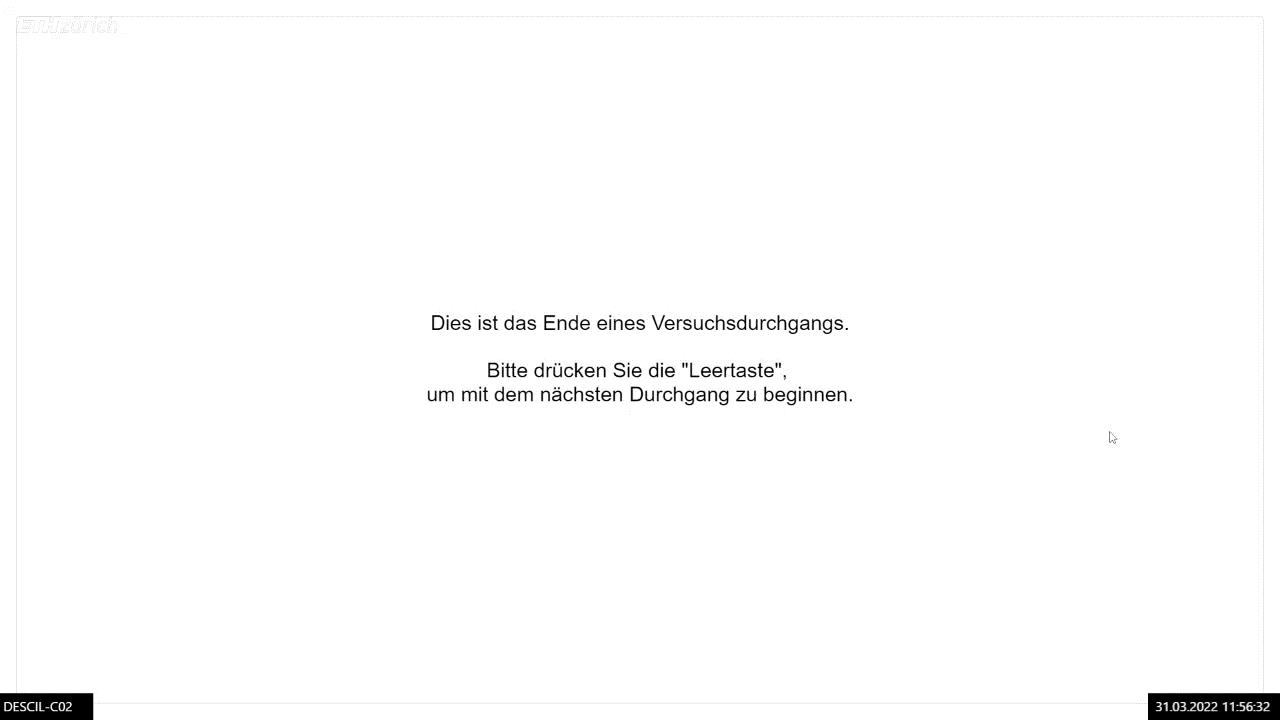 ETHzürich
Dies ist das Ende eines Versuchsdurchgangs.
Bitte drücken Sie die "Leertaste",
um mit dem nächsten Durchgang zu beginnen.
DESCIL-C02
31.03.2022 11:56:32